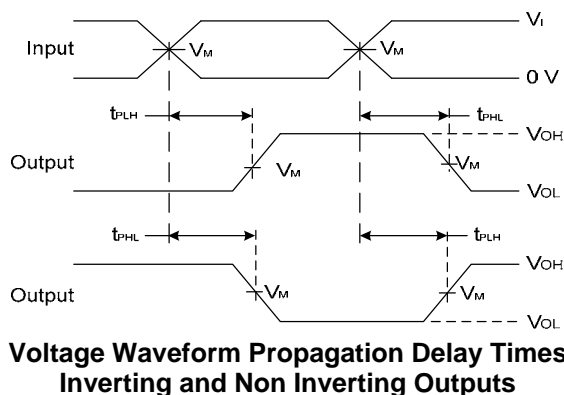 Input
VM
VM
VI
0 V
tPLH
tPHL
Output
VM
VM
VOH
VOL
tPHL
tPLH
Output
VM
VM
VOH
VOL
Voltage Waveform Propagation Delay Times
Inverting and Non Inverting Outputs